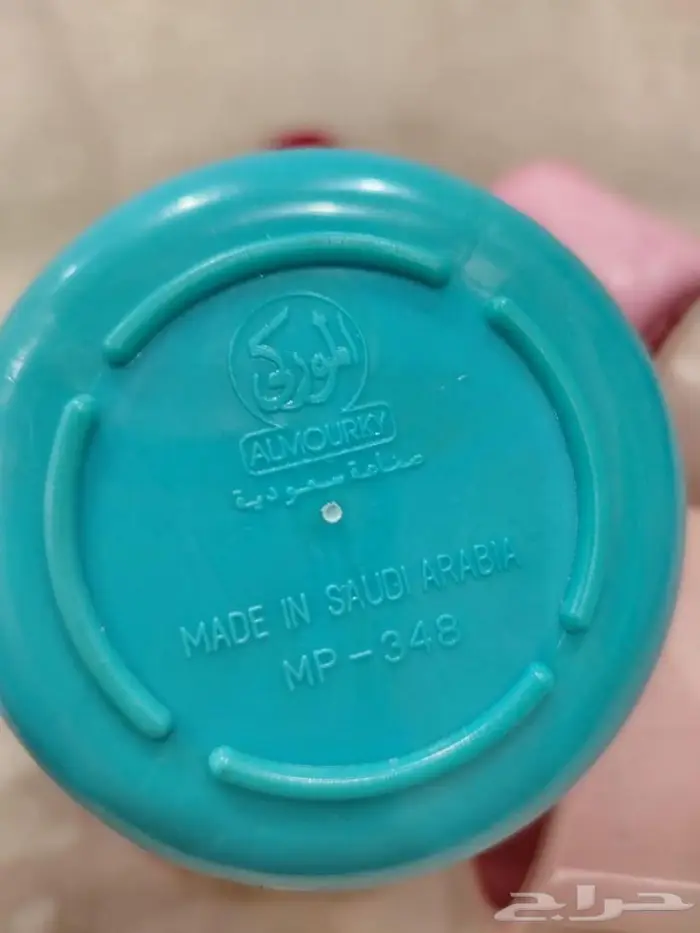 الموركي
ALMOURKY
صناعة سعودية
MADE IN SAUDI ARABIA
MP-348
حراج